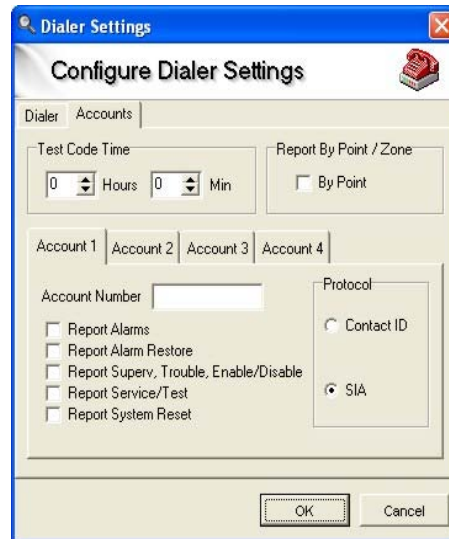 Dialer Settings
Configure Dialer Settings
Dialer Accounts
Test Code Time
0 Hours 0 Min
Report By Point / Zone
By Point
Account 1 Account 2 Account 3 Account 4
Account Number
Report Alarms
Report Alarm Restore
Report Superv, Trouble, Enable/Disable
Report Service/Test
Report System Reset
Protocol
Contact ID
SIA
OK Cancel